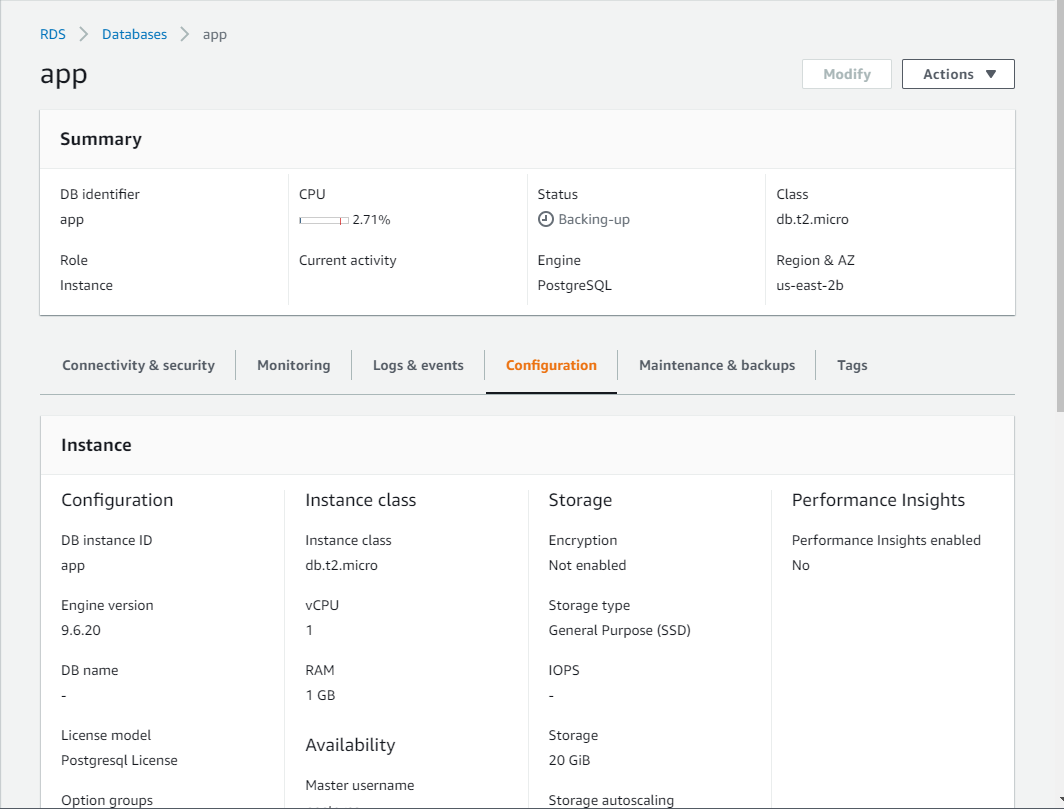 RDS > Databases > app
app
Modify
Actions ▼
Summary
DB identifier
app
CPU
2.71%
Status
Backing-up
Class
db.t2.micro
Role
Instance
Current activity
Engine
PostgreSQL
Region & AZ
us-east-2b
Connectivity & security
Monitoring
Logs & events
Configuration
Maintenance & backups
Tags
Instance
Configuration
DB instance ID
app
Engine version
9.6.20
DB name
-
License model
Postgresql License
Option groups
Instance class
Instance class
db.t2.micro
vCPU
1
RAM
1 GB
Availability
Master username
Storage
Encryption
Not enabled
Storage type
General Purpose (SSD)
IOPS
-
Storage
20 GiB
Storage autoscaling
Performance Insights
Performance Insights enabled
No